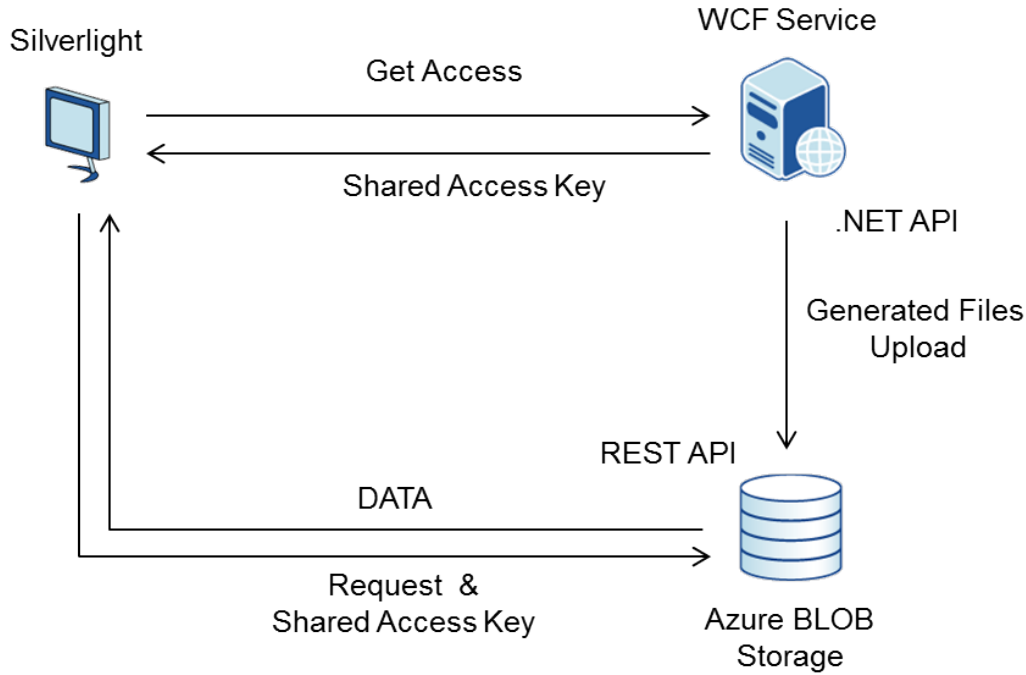 WCF Service
Silverlight
Get Access
Shared Access Key
.NET API
Generated Files
Upload
REST API
DATA
Request &
Shared Access Key
Azure BLOB
Storage